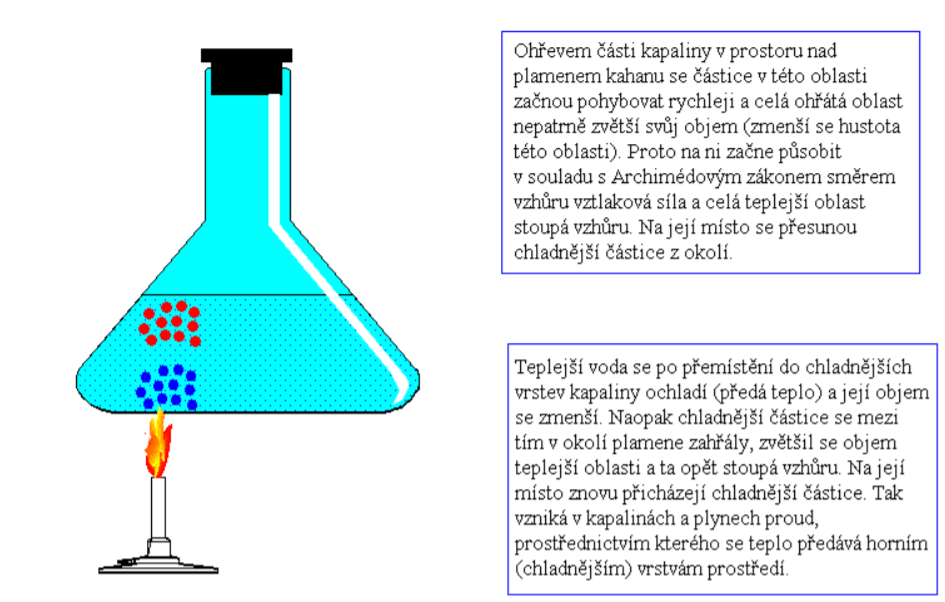 Ohřevem části kapaliny v prostoru nad
plamenem kahanu se částice v této oblasti
začnou pohybovat rychleji a celá ohřátá oblast
nepatrně zvětší svůj objem (zmenší se hustota
této oblasti). Proto na ni začne působit
v souladu s Archimédovým zákonem směrem
vzhůru vztlaková síla a celá teplejší oblast
stoupá vzhůru. Na její místo se přesunou
chladnější částice z okolí.
Teplejší voda se po přemístění do chladnějších
vrstev kapaliny ochladí (předá teplo) a její objem
se zmenší. Naopak chladnější částice se mezi
tím v okolí plamene zahřály, zvětšil se objem
teplejší oblasti a ta opět stoupá vzhůru. Na její
místo znovu přicházejí chladnější částice. Tak
vzniká v kapalinách a plynech proud,
prostřednictvím kterého se teplo předává horním
(chladnějším) vrstvám prostředí.